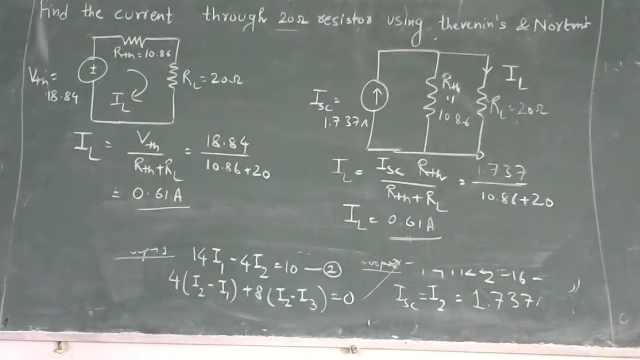 Find the current through 20Ω resistor using thevenin's & Norton's
Rth=10.86
Vth=
18.84
IL
RL=20Ω
IL = Vth / Rth+RL = 18.84 / 10.86+20
= 0.61A
Isc=
1.737A
Rth
"
10.86
IL
RL=20Ω
IL = Isc Rth / Rth+RL = 1.737 / 10.86+20
IL = 0.61A
14I1-4I2=10 —②
4(I2-I1)+8(I2-I3)=0
=16
Isc=I2=1.737